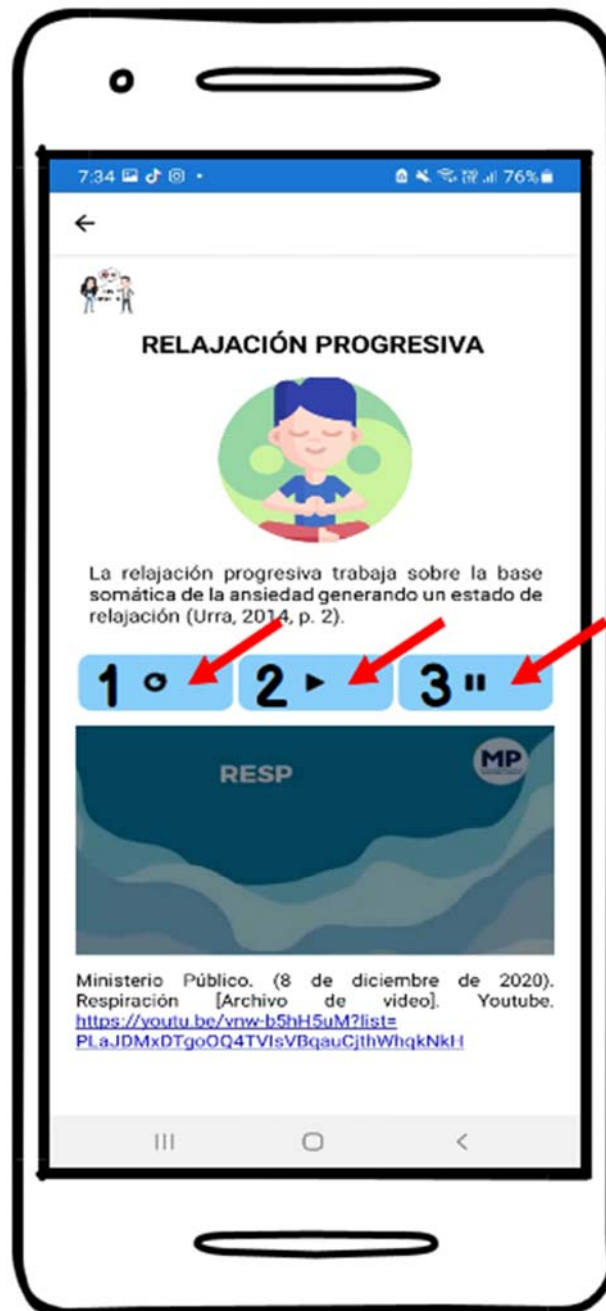 7:34 76%
RELAJACIÓN PROGRESIVA
La relajación progresiva trabaja sobre la base
somática de la ansiedad generando un estado de
relajación (Urra, 2014, p. 2).
1 2 3
RESP MP
Ministerio Público. (8 de diciembre de 2020).
Respiración [Archivo de video]. Youtube.
https://youtu.be/vnw-b5hH5uM?list=
PLaJDMxDTgoOQ4TVIsVBqauCjthWhqkNkH